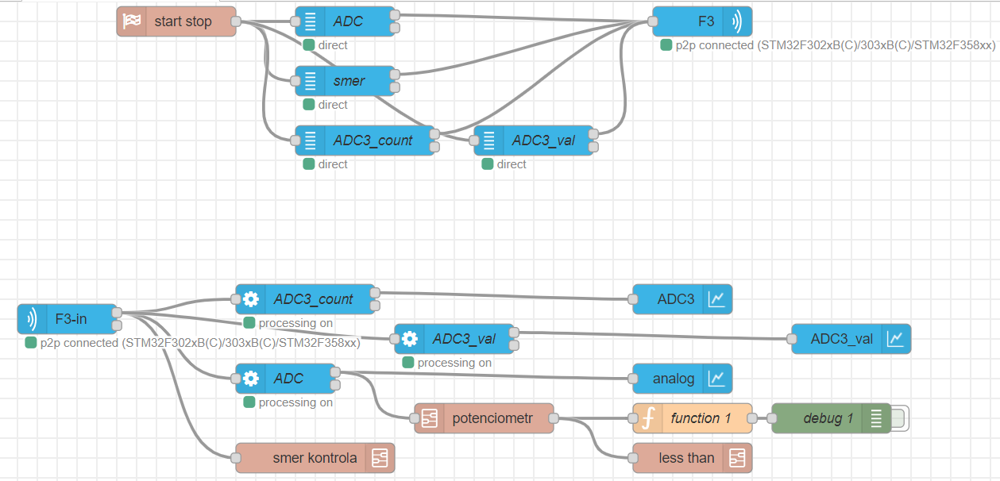 start stop
ADC
F3
direct
p2p connected (STM32F302xB(C)/303xB(C)/STM32F358xx)
smer
direct
ADC3_count
ADC3_val
direct
direct
ADC3_count
ADC3
F3-in
processing on
ADC3_val
ADC3_val
p2p connected (STM32F302xB(C)/303xB(C)/STM32F358xx)
processing on
ADC
analog
processing on
potenciometr
function 1
debug 1
smer kontrola
less than